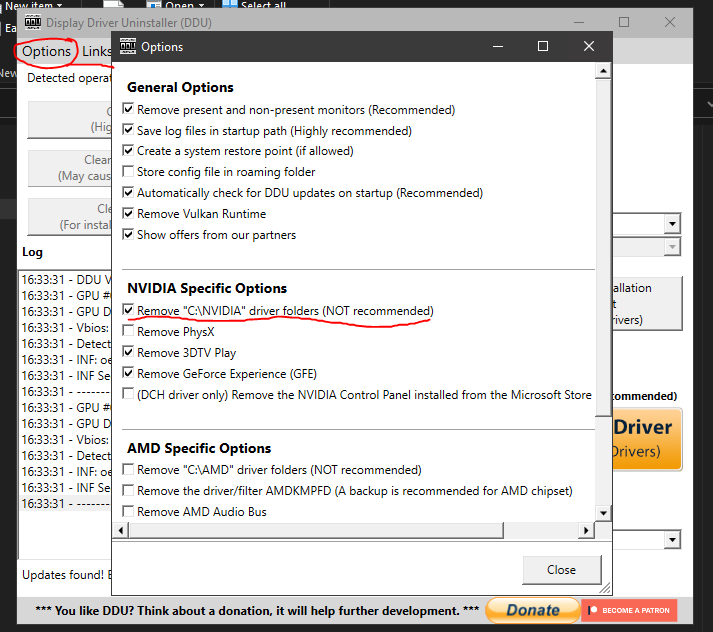 New item
Open
Select all
Display Driver Uninstaller (DDU)
Options
Links
Detected operat
Clear
(May caus
Cle
(For instal
Log
16:33:31 - DDU V
16:33:31 - GPU #
16:33:31 - GPU D
16:33:31 - Vbios:
16:33:31 - Detect
16:33:31 - INF: oe
16:33:31 - INF Se
16:33:31 - -------
16:33:31 - GPU #
16:33:31 - GPU D
16:33:31 - Vbios:
16:33:31 - Detect
16:33:31 - INF: oe
16:33:31 - INF Se
16:33:31 - -------
Updates found!
Options
General Options
Remove present and non-present monitors (Recommended)
Save log files in startup path (Highly recommended)
Create a system restore point (if allowed)
Store config file in roaming folder
Automatically check for DDU updates on startup (Recommended)
Remove Vulkan Runtime
Show offers from our partners
NVIDIA Specific Options
Remove "C:\NVIDIA" driver folders (NOT recommended)
Remove PhysX
Remove 3DTV Play
Remove GeForce Experience (GFE)
(DCH driver only) Remove the NVIDIA Control Panel installed from the Microsoft Store
AMD Specific Options
Remove "C:\AMD" driver folders (NOT recommended)
Remove the driver/filter AMDKMPFD (A backup is recommended for AMD chipset)
Remove AMD Audio Bus
Close
allation
t
rivers)
ommended)
Driver
Drivers)
*** You like DDU? Think about a donation, it will help further development. ***
Donate
BECOME A PATRON